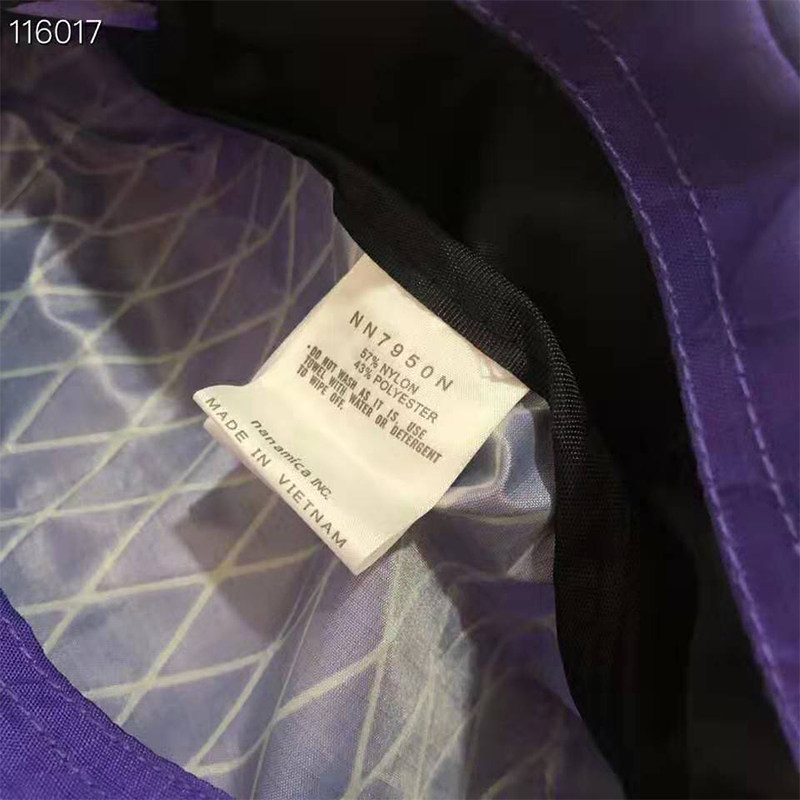 116017
NN7950N
57% NYLON
43% POLYESTER
•DO NOT WASH AS IT IS, USE
TOWEL WITH WATER OR DETERGENT
TO WIPE OFF.
nanamica INC.
MADE IN VIETNAM